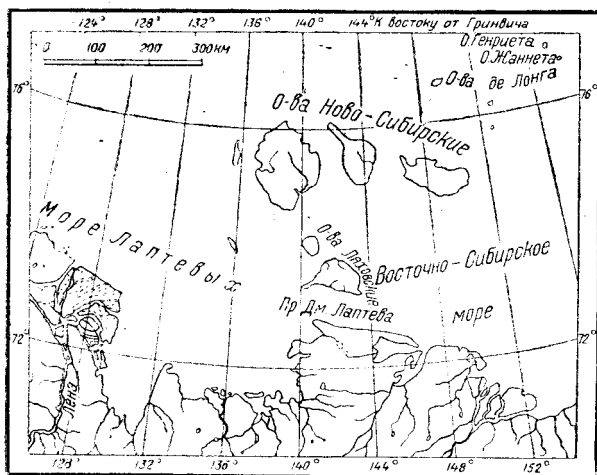 124° 128° 132° 136° 140° 144° К востоку от Гринвича
0 100 200 300 км
О.Генриета
О.Жаннета
О-ва де Лонга
76° 76°
О-ва Ново-Сибирские
Море Лаптевых
О-ва Ляховские
Восточно-Сибирское
море
Пр Дм Лаптева
72° 72°
Лена
128° 132° 136° 140° 144° 148° 152°